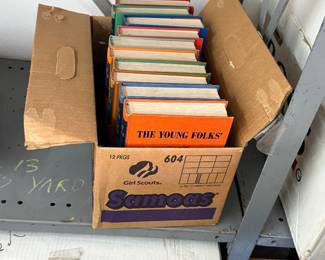 THE YOUNG FOLKS'
12 PKGS
604
Girl Scouts
Samoas
13
YARD